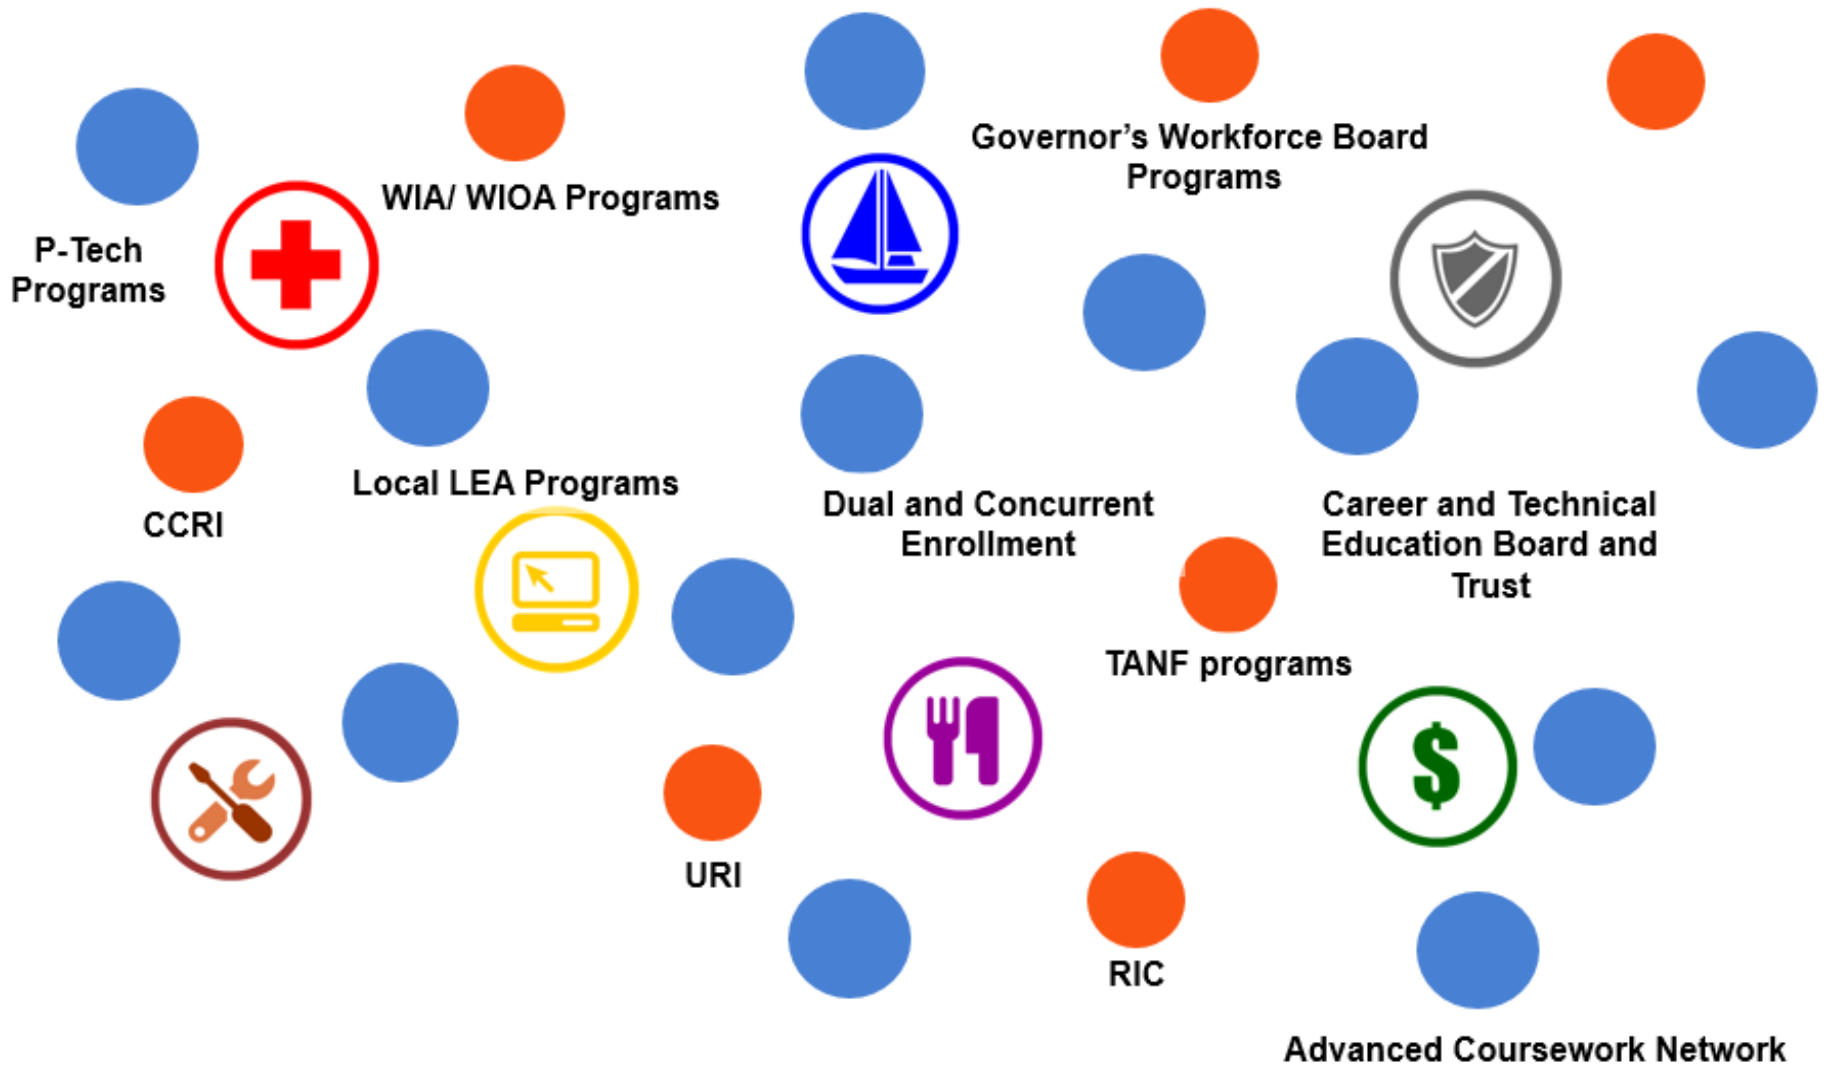 Governor’s Workforce Board
Programs
WIA/ WIOA Programs
P-Tech
Programs
Local LEA Programs
CCRI
Dual and Concurrent
Enrollment
Career and Technical
Education Board and
Trust
TANF programs
URI
RIC
Advanced Coursework Network